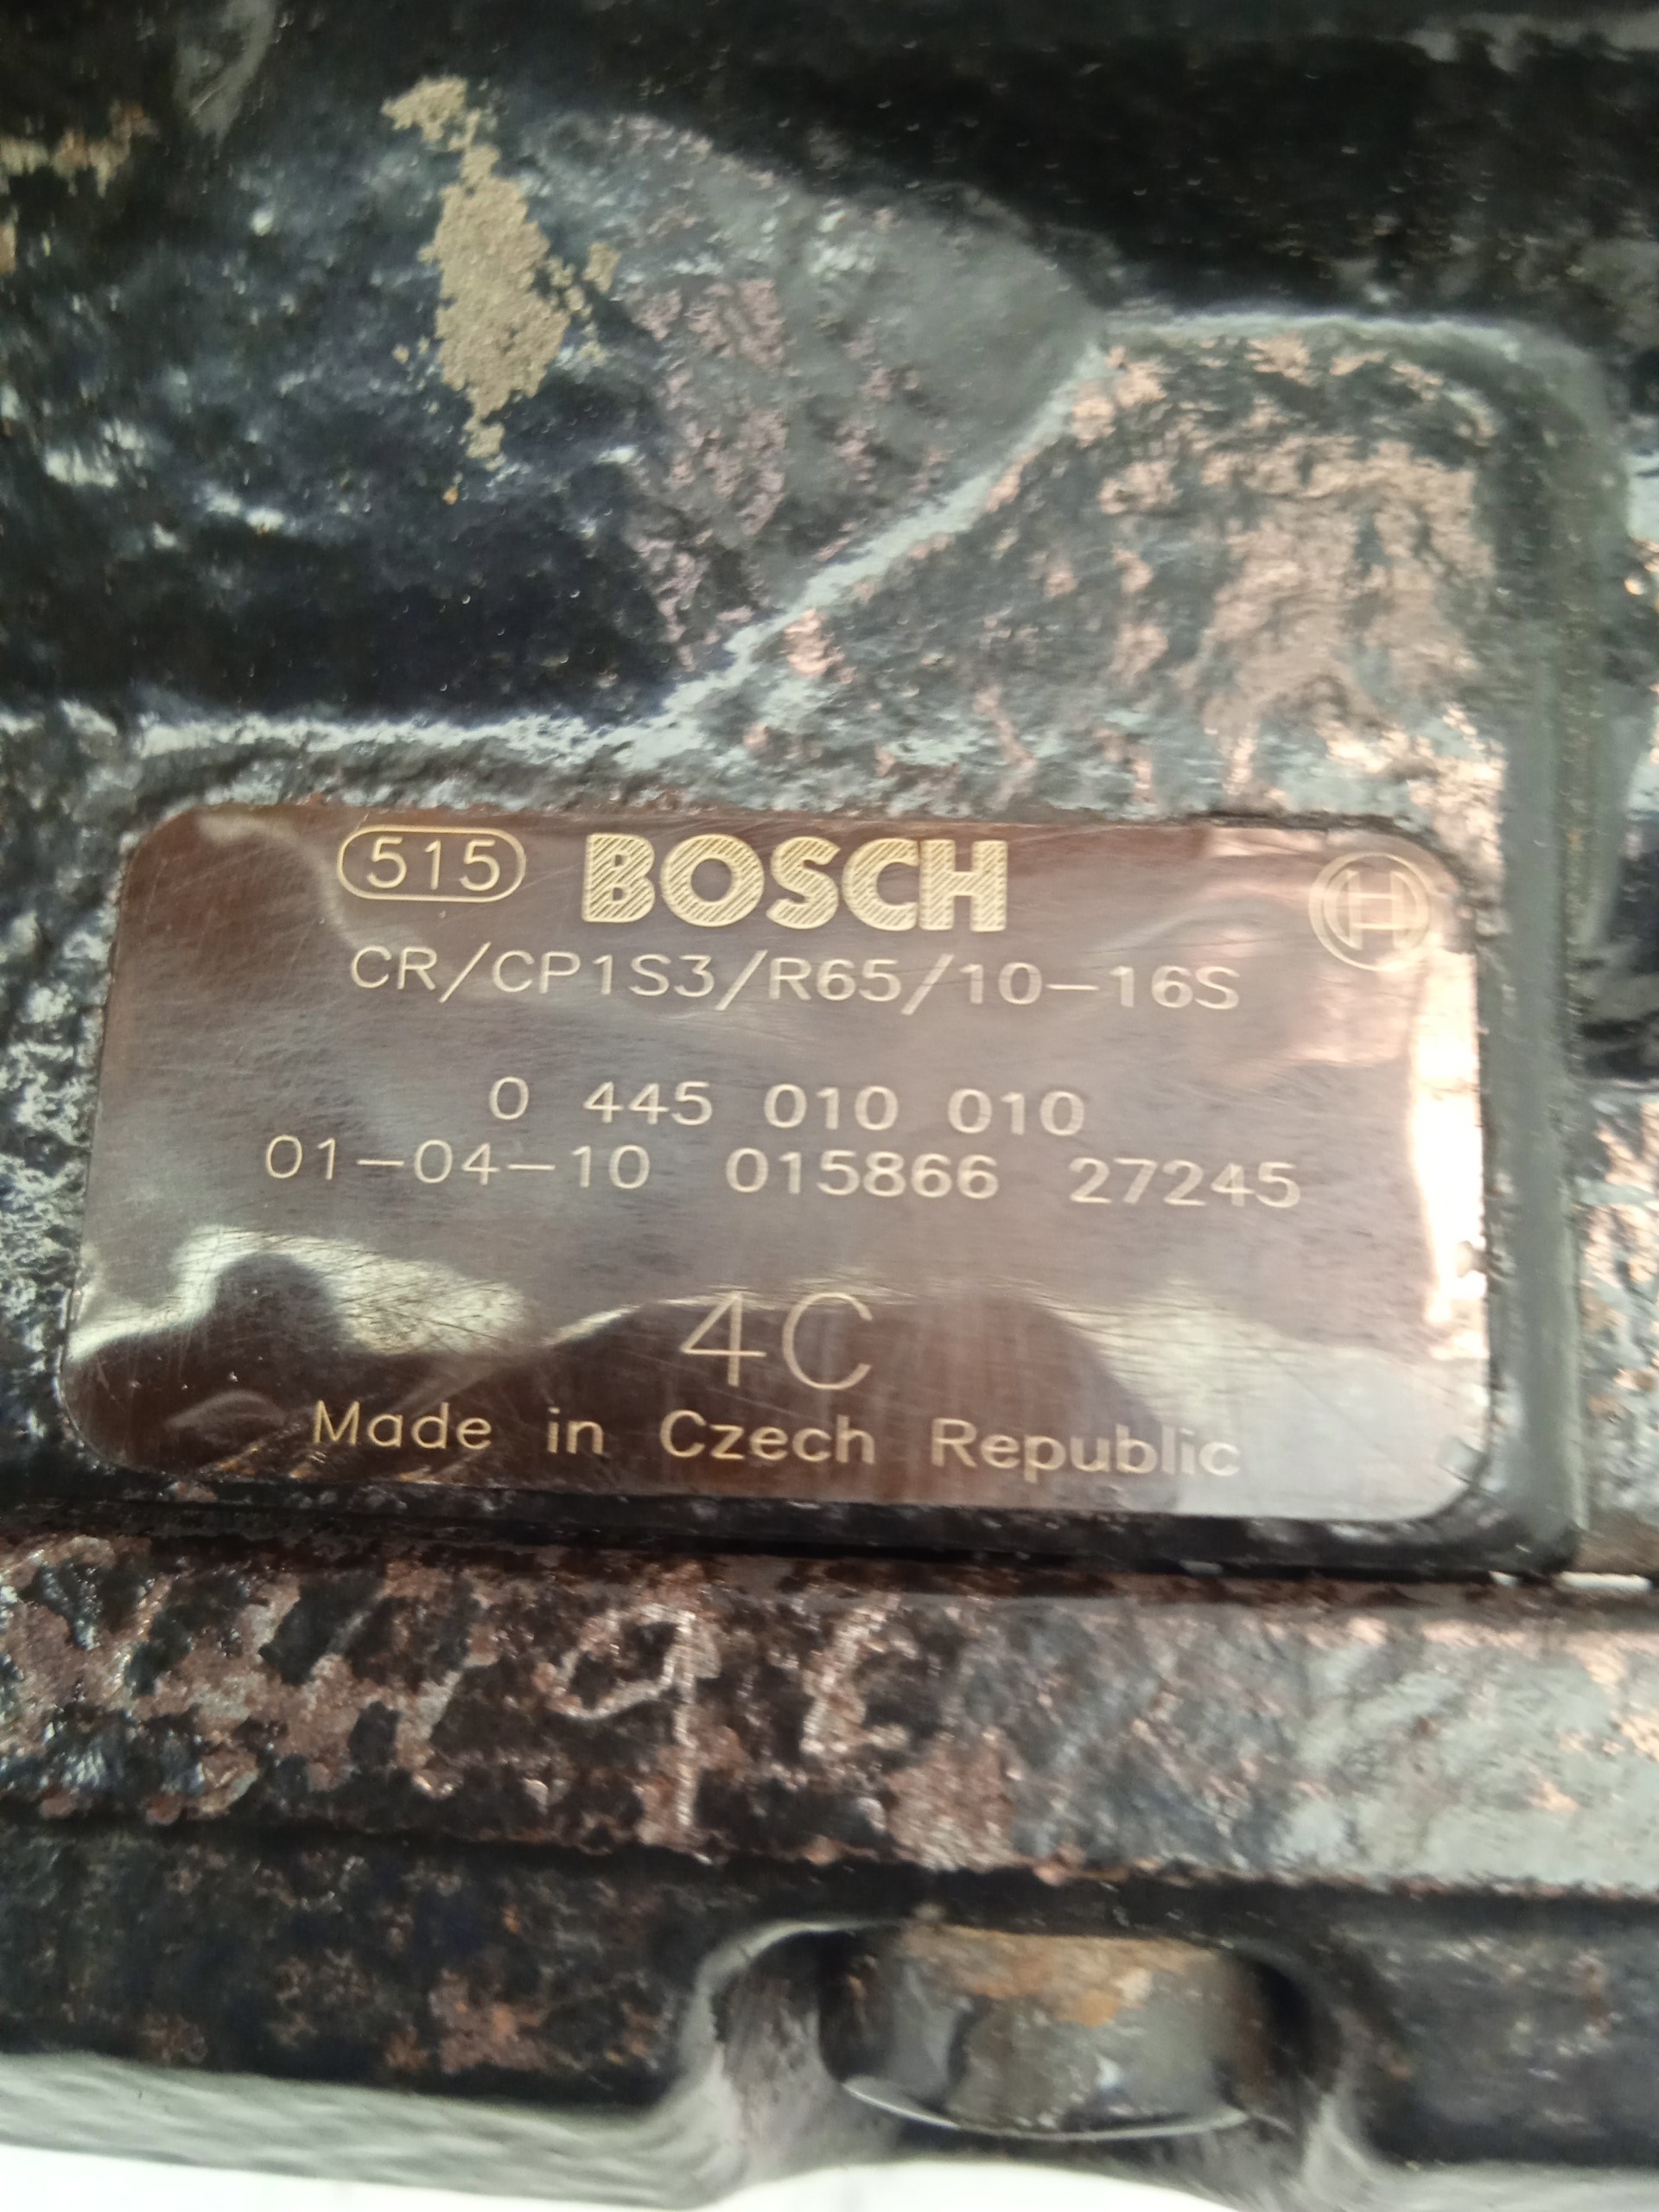 515 BOSCH
CR/CP1S3/R65/10-16S
0 445 010 010
01-04-10 015866 27245
4C
Made in Czech Republic